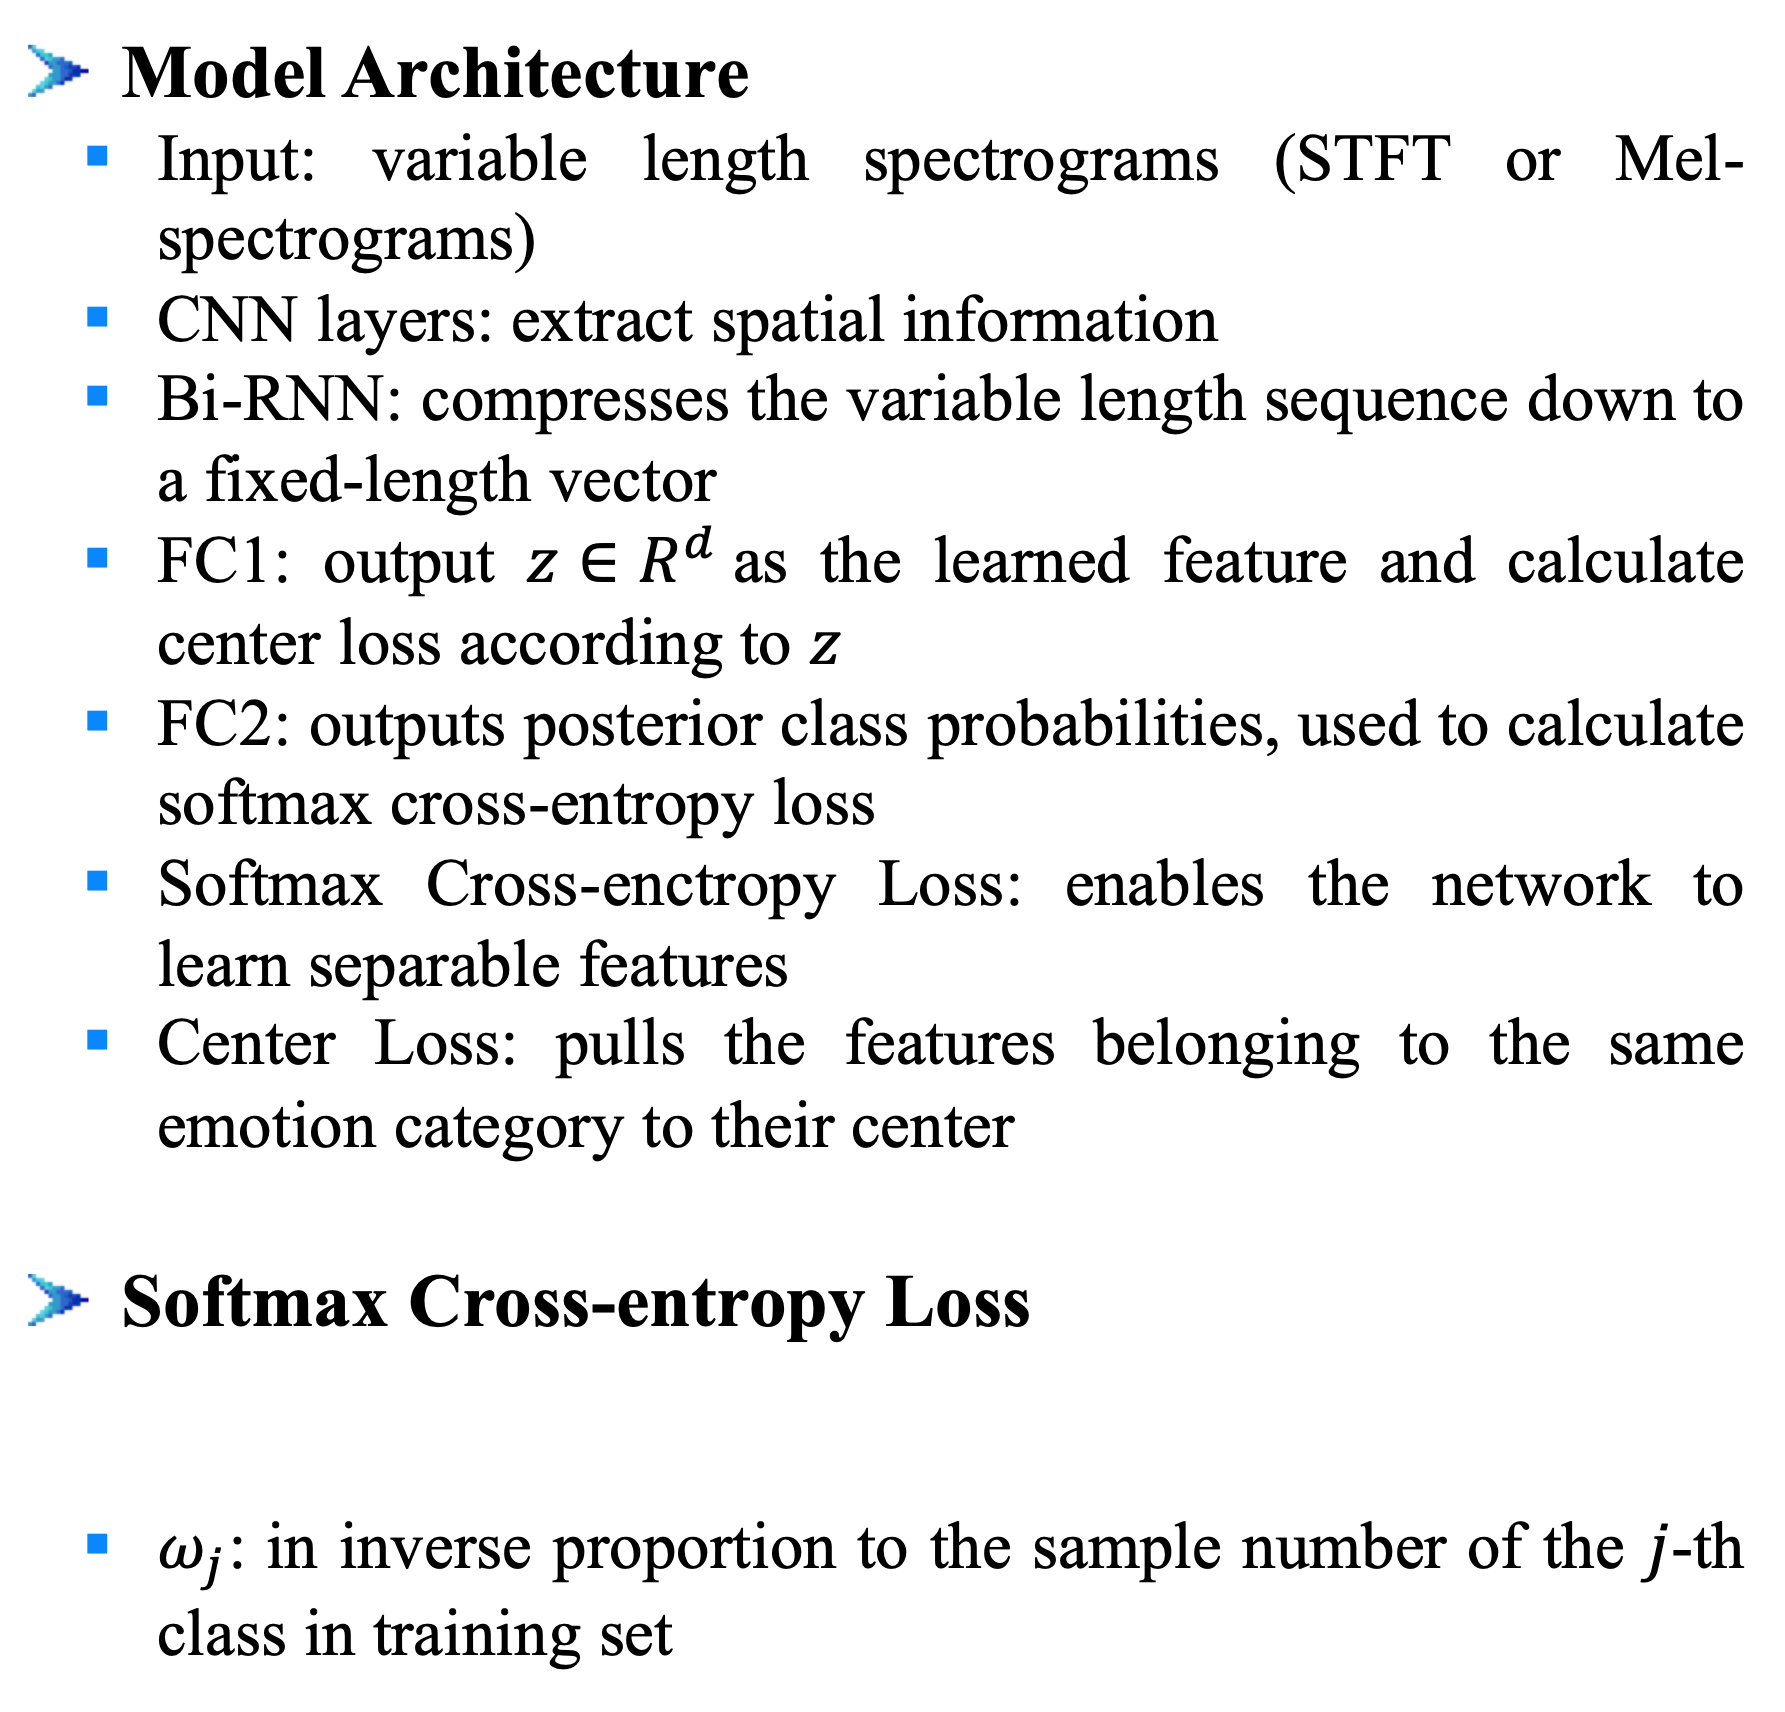 Model Architecture
Input: variable length spectrograms (STFT or Mel-
spectrograms)
CNN layers: extract spatial information
Bi-RNN: compresses the variable length sequence down to
a fixed-length vector
FC1: output z ∈ R^d as the learned feature and calculate
center loss according to z
FC2: outputs posterior class probabilities, used to calculate
softmax cross-entropy loss
Softmax Cross-enctropy Loss: enables the network to
learn separable features
Center Loss: pulls the features belonging to the same
emotion category to their center
Softmax Cross-entropy Loss
ω_j: in inverse proportion to the sample number of the j-th
class in training set